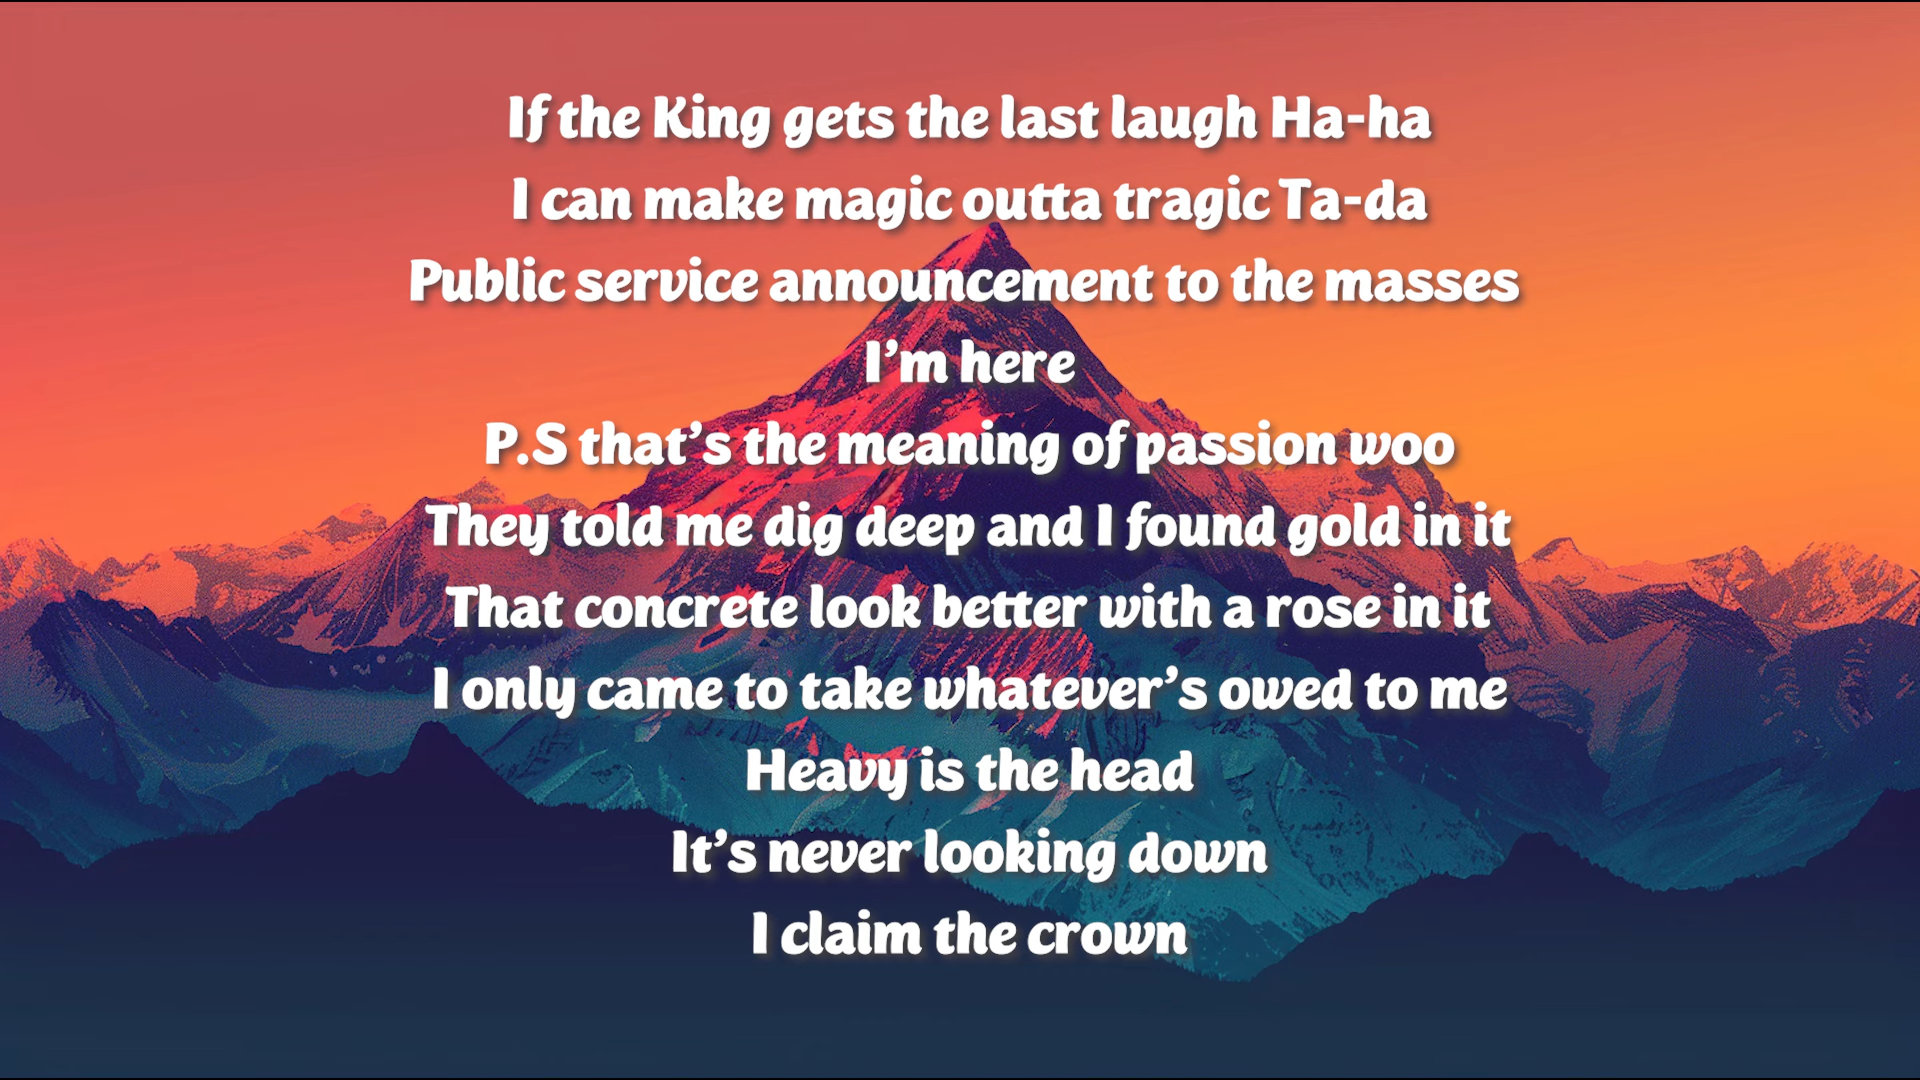 If the King gets the last laugh Ha-ha
I can make magic outta tragic Ta-da
Public service announcement to the masses
I’m here
P.S that’s the meaning of passion woo
They told me dig deep and I found gold in it
That concrete look better with a rose in it
I only came to take whatever’s owed to me
Heavy is the head
It’s never looking down
I claim the crown